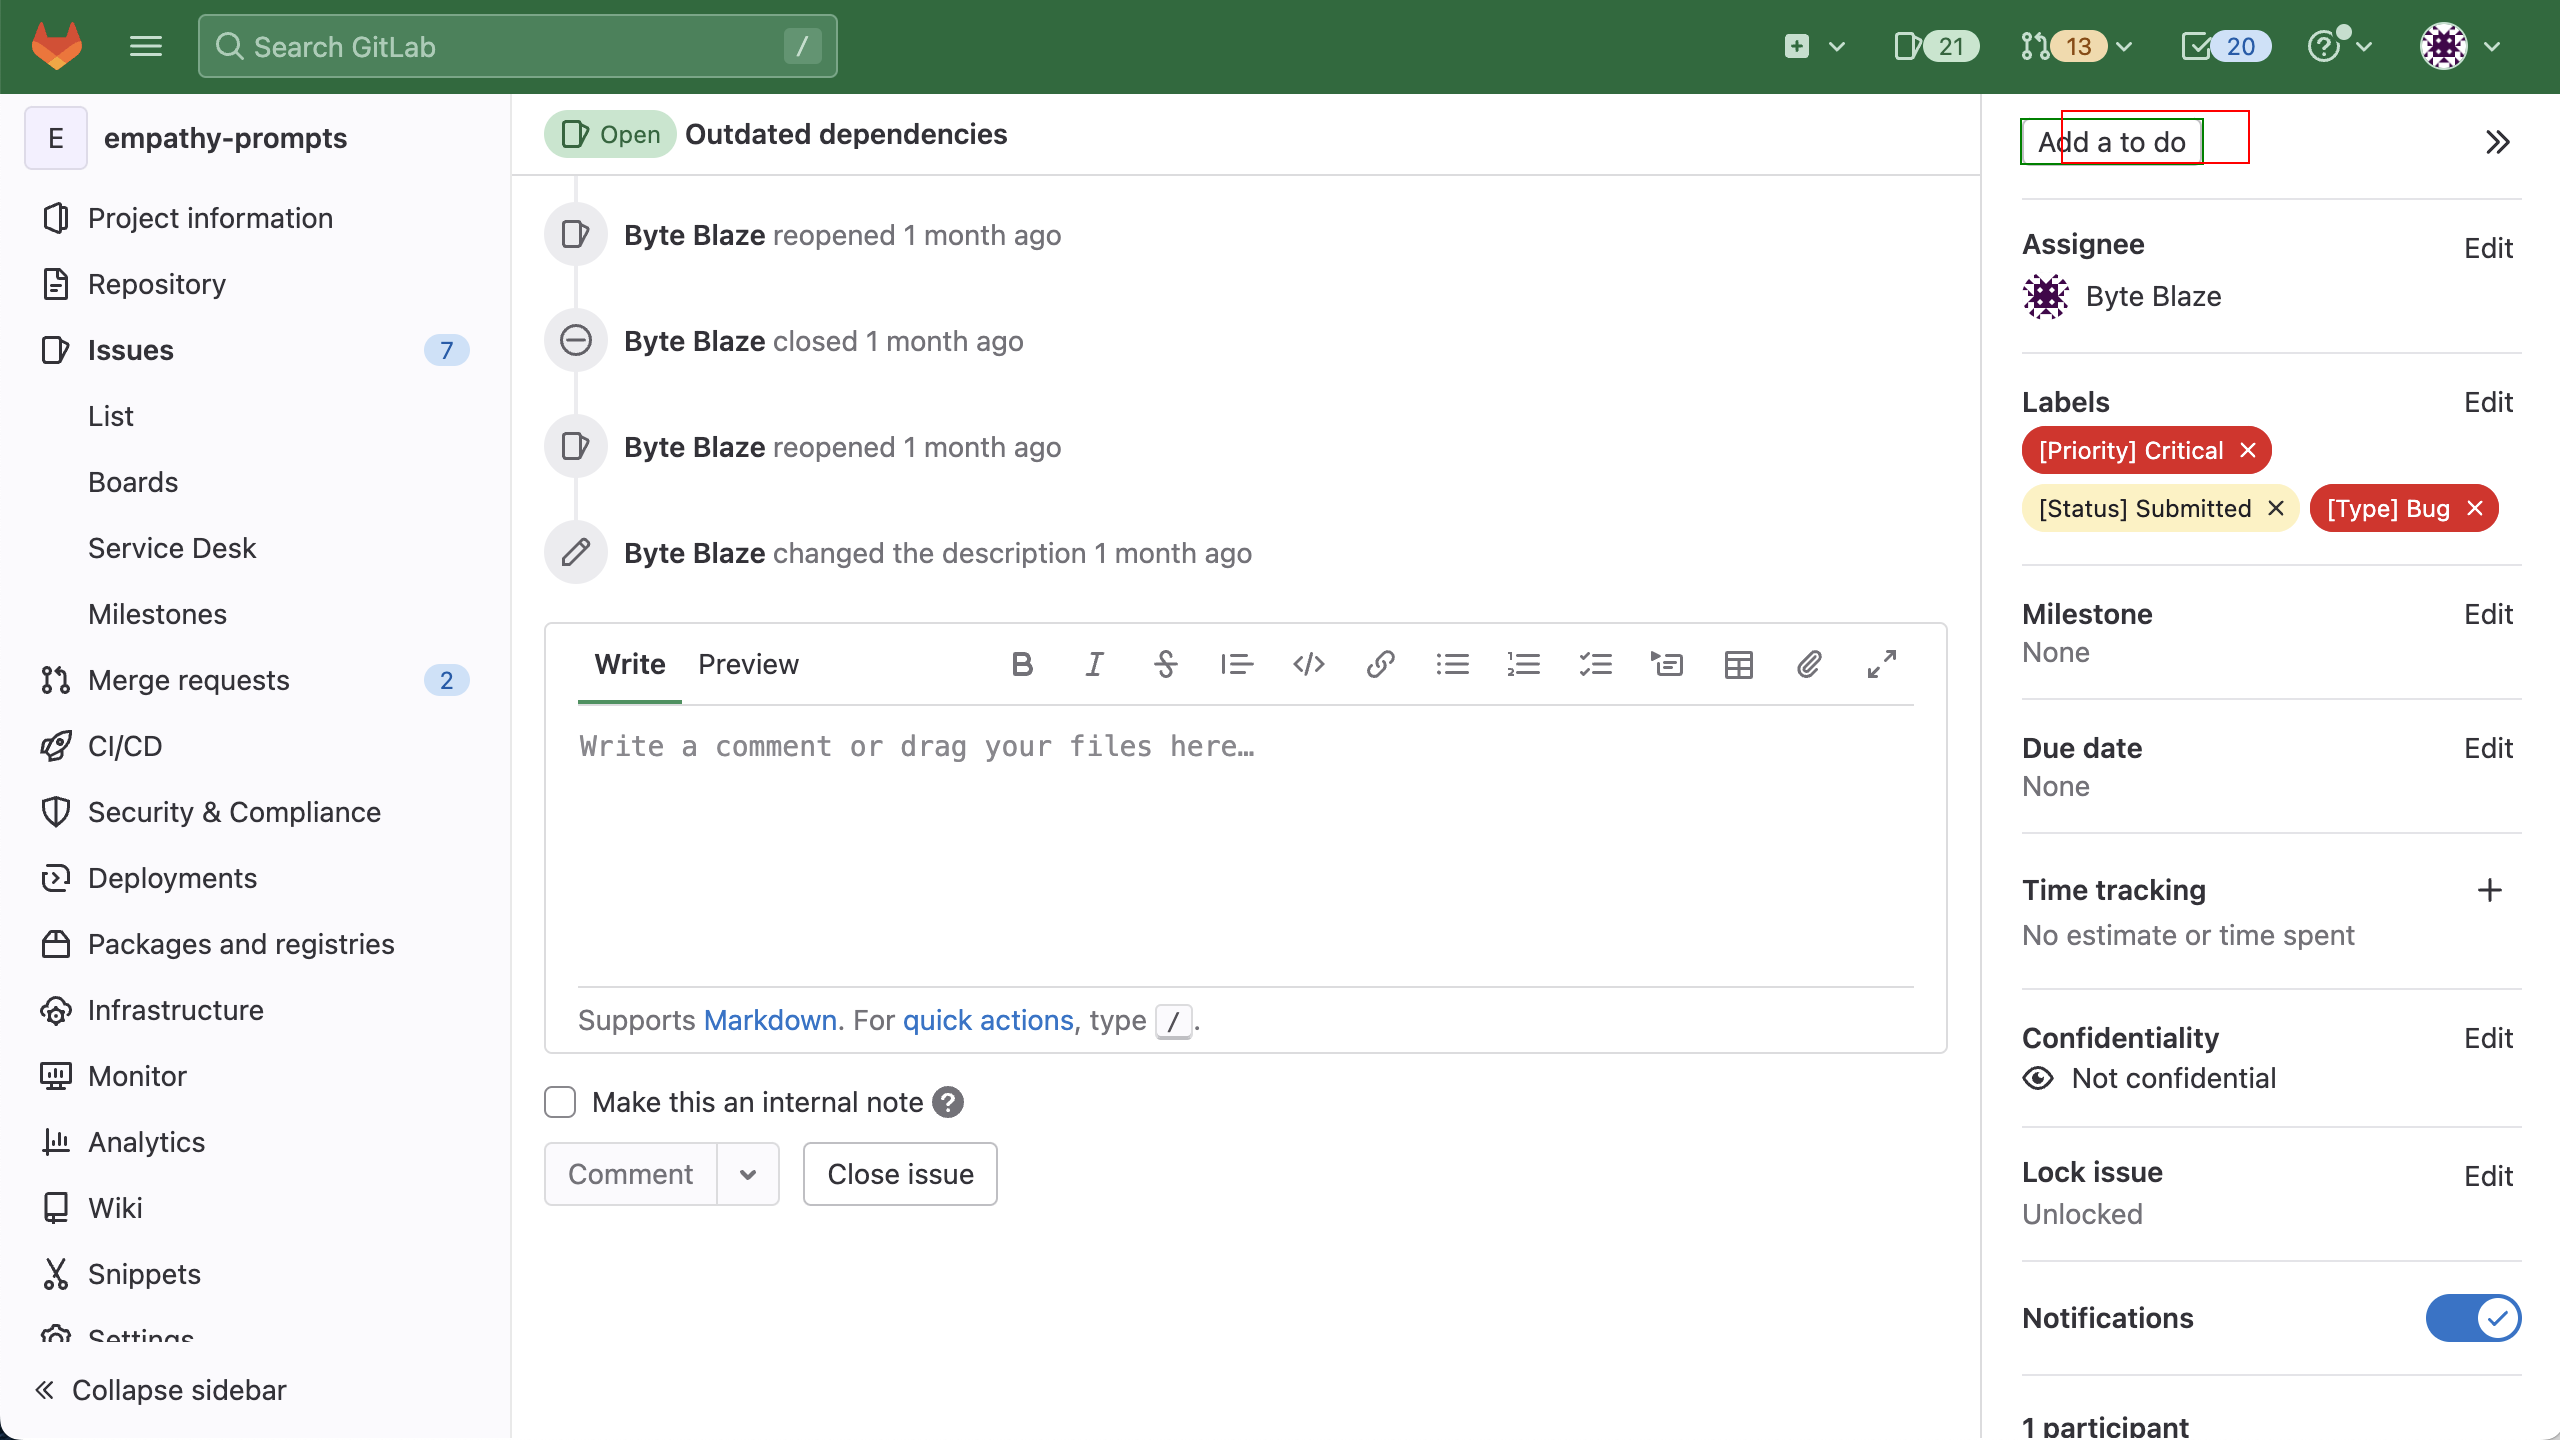 Search GitLab /
21
13
20
E empathy-prompts
Project information
Repository
Issues 7
List
Boards
Service Desk
Milestones
Merge requests 2
CI/CD
Security & Compliance
Deployments
Packages and registries
Infrastructure
Monitor
Analytics
Wiki
Snippets
Settings
Collapse sidebar
Open Outdated dependencies
Byte Blaze reopened 1 month ago
Byte Blaze closed 1 month ago
Byte Blaze reopened 1 month ago
Byte Blaze changed the description 1 month ago
Write Preview
Write a comment or drag your files here…
Supports Markdown. For quick actions, type /.
Make this an internal note
Comment
Close issue
Add a to do
Assignee Edit
Byte Blaze
Labels Edit
[Priority] Critical
[Status] Submitted [Type] Bug
Milestone Edit
None
Due date Edit
None
Time tracking
No estimate or time spent
Confidentiality Edit
Not confidential
Lock issue Edit
Unlocked
Notifications
1 participant